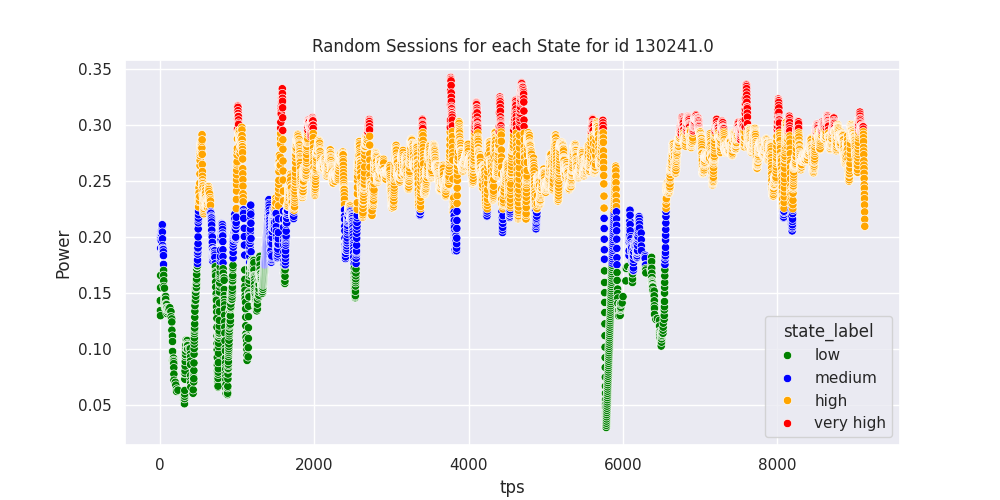 Random Sessions for each State for id 130241.0
0.35
0.30
0.25
0.20
0.15
0.10
0.05
Power
0
2000
4000
6000
8000
tps
state_label
low
medium
high
very high